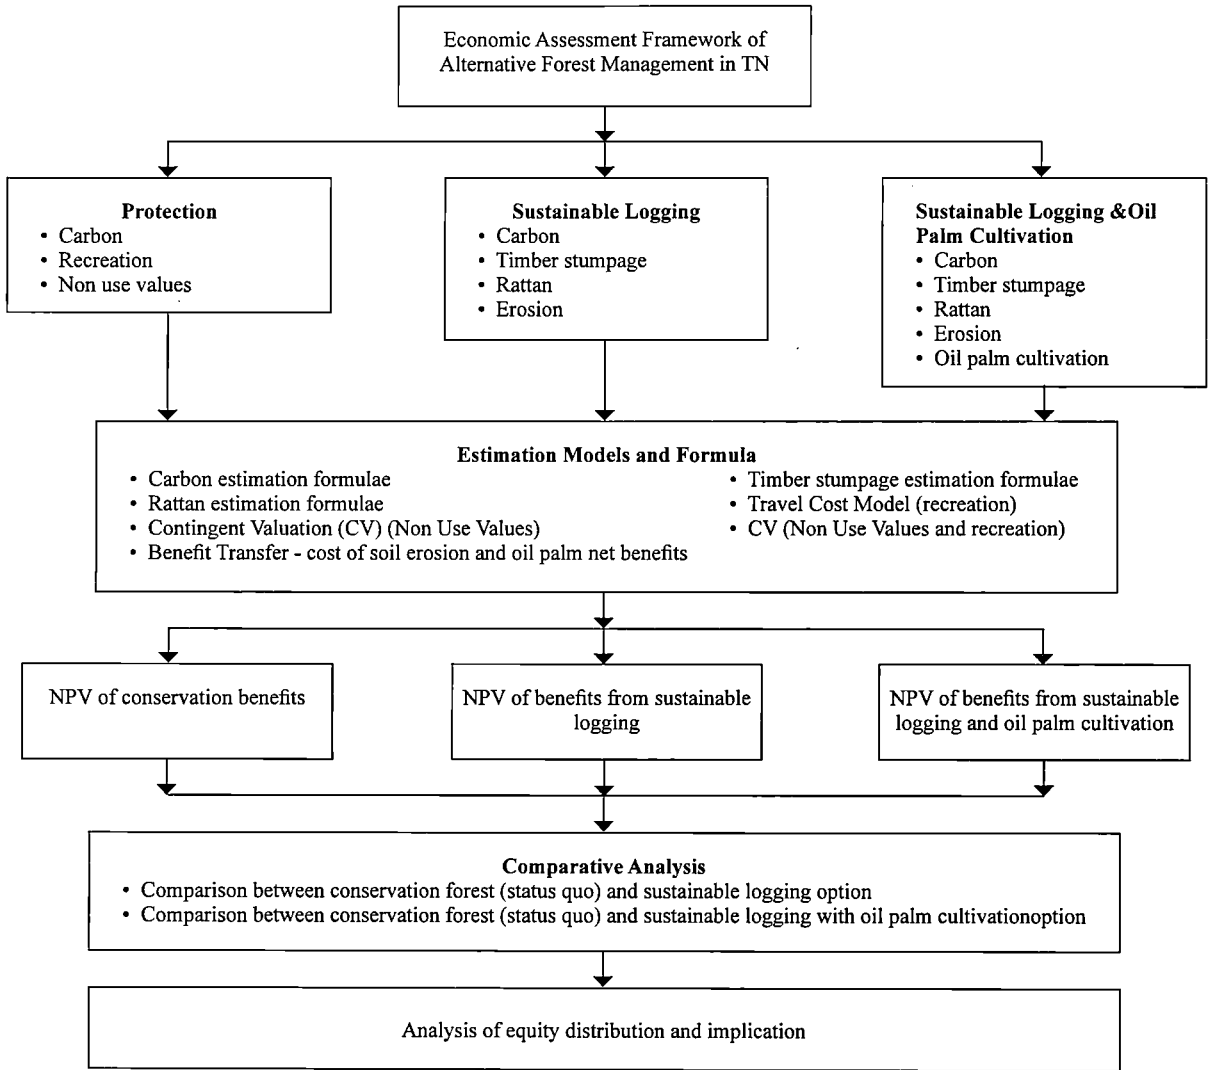 Economic Assessment Framework of
Alternative Forest Management in TN
Protection
• Carbon
• Recreation
• Non use values
Sustainable Logging
• Carbon
• Timber stumpage
• Rattan
• Erosion
Sustainable Logging &Oil
Palm Cultivation
• Carbon
• Timber stumpage
• Rattan
• Erosion
• Oil palm cultivation
Estimation Models and Formula
• Carbon estimation formulae
• Rattan estimation formulae
• Contingent Valuation (CV) (Non Use Values)
• Benefit Transfer - cost of soil erosion and oil palm net benefits
• Timber stumpage estimation formulae
• Travel Cost Model (recreation)
• CV (Non Use Values and recreation)
NPV of conservation benefits
NPV of benefits from sustainable
logging
NPV of benefits from sustainable
logging and oil palm cultivation
Comparative Analysis
• Comparison between conservation forest (status quo) and sustainable logging option
• Comparison between conservation forest (status quo) and sustainable logging with oil palm cultivationoption
Analysis of equity distribution and implication